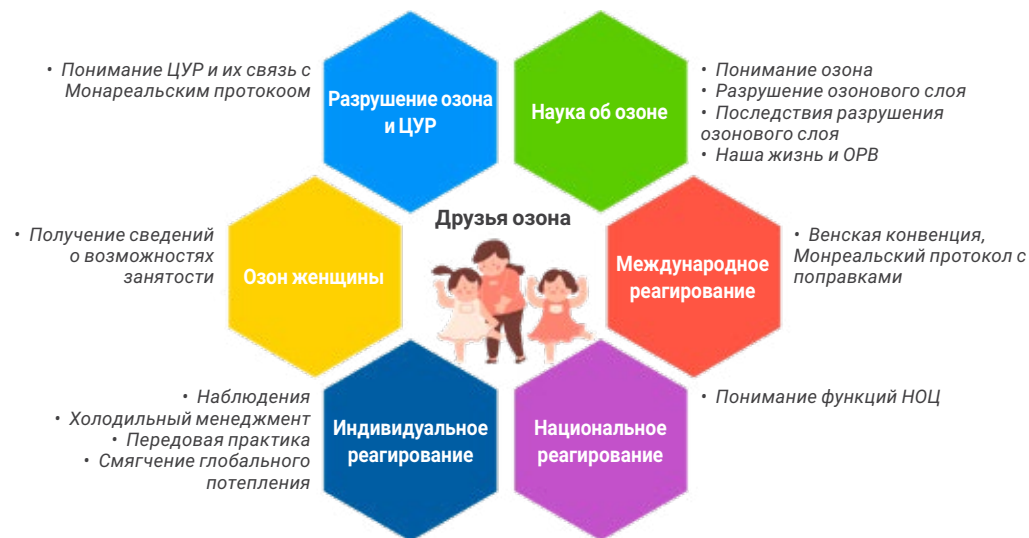 • Понимание ЦУР и их связь с
Монареальским протокоом
Разрушение озона
и ЦУР
Наука об озоне
• Понимание озона
• Разрушение озонового слоя
• Последствия разрушения
озонового слоя
• Наша жизнь и ОРВ
Друзья озона
• Получение сведений
о возможностях
занятости
Озон женщины
Международное
реагирование
• Венская конвенция,
Монреальский протокол с
поправками
• Наблюдения
• Холодильный менеджмент
• Передовая практика
• Смягчение глобального
потепления
Индивидуальное
реагирование
Национальное
реагирование
• Понимание функций НОЦ